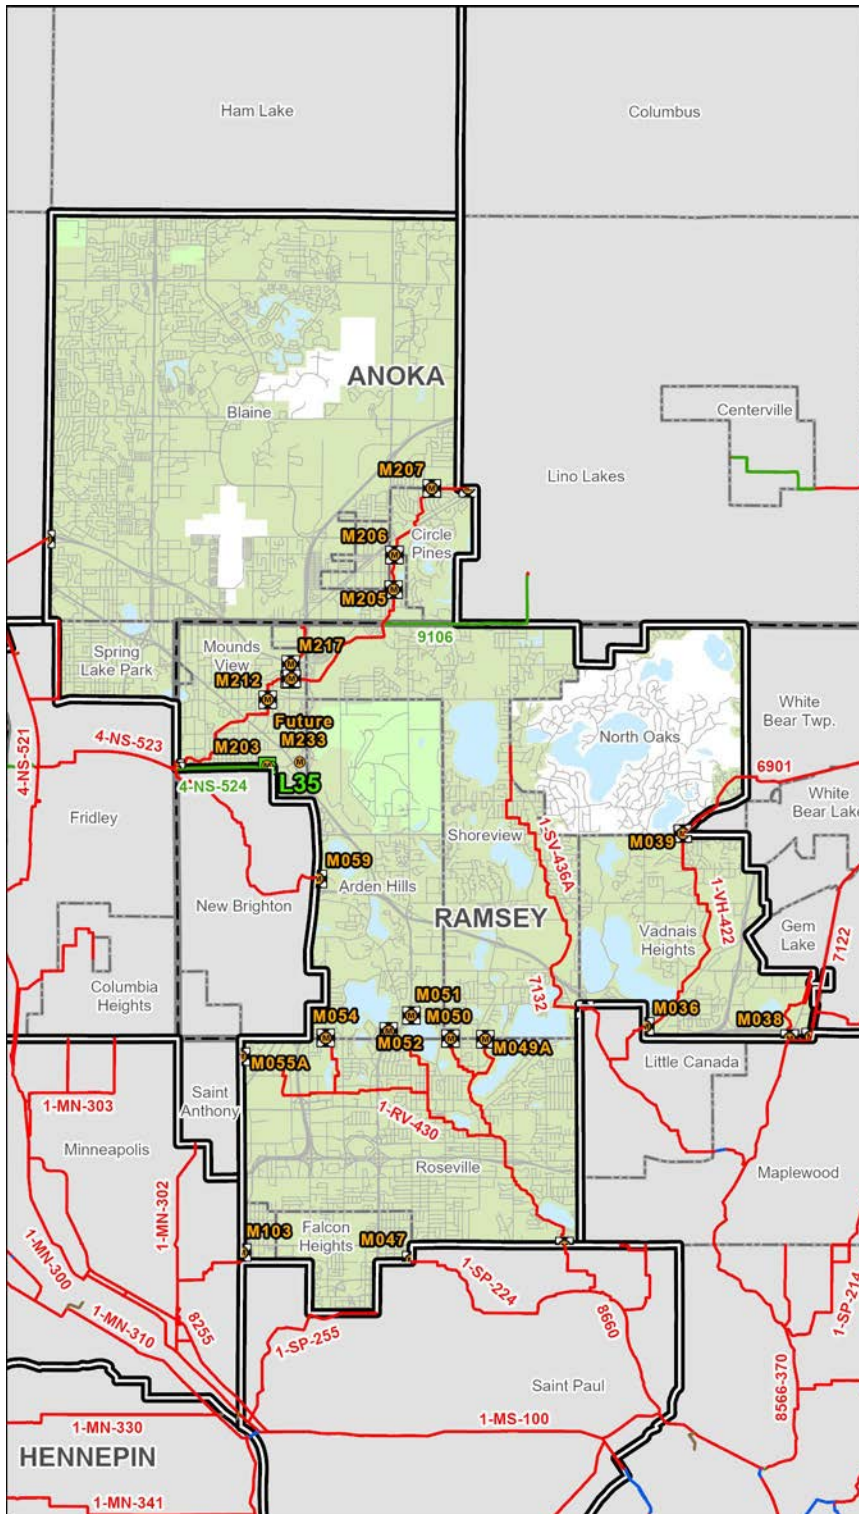 Ham Lake
Columbus
ANOKA
Blaine
Centerville
Lino Lakes
M207
M206
Circle
Pines
M205
9106
Spring
Lake Park
Mounds
View
M217
M212
Future
M233
M203
L35
4-NS-521
4-NS-523
4-NS-524
North Oaks
White
Bear Twp.
6901
White
Bear Lake
Fridley
Shoreview
1-SV-436A
M039
M059
Arden Hills
New Brighton
RAMSEY
1-VH-422
Vadnais
Heights
Gem
Lake
7122
Columbia
Heights
7132
M051
M054
M050
M052
M049A
M036
M038
M055A
Little Canada
Saint
Anthony
1-MN-303
Minneapolis
1-RV-430
Roseville
Maplewood
1-MN-302
M103
Falcon
Heights
M047
1-MN-300
1-MN-310
8255
1-SP-255
1-SP-224
8660
1-SP-214
8566-370
Saint Paul
1-MN-330
1-MS-100
HENNEPIN
1-MN-341